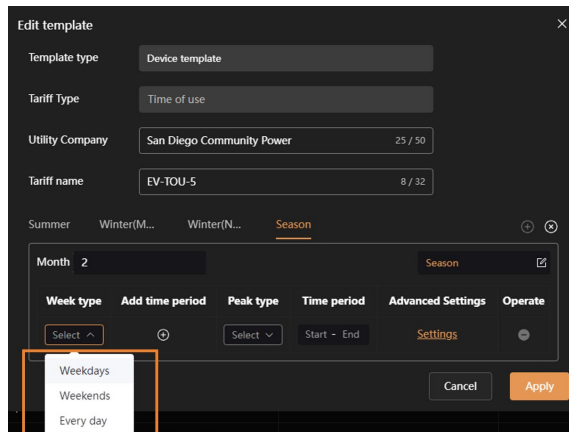 Edit template
Template type Device template
Tariff Type Time of use
Utility Company San Diego Community Power 25 / 50
Tariff name EV-TOU-5 8 / 32
Summer Winter(M... Winter(N... Season
Month 2 Season
Week type Add time period Peak type Time period Advanced Settings Operate
Select Select Start - End Settings
Weekdays
Weekends
Every day
Cancel Apply